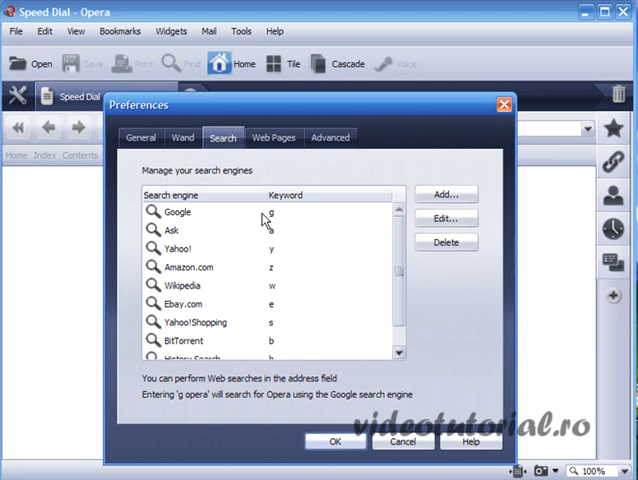 Speed Dial - Opera
File Edit View Bookmarks Widgets Mail Tools Help
Open Save Print Find Home Tile Cascade Voice
Speed Dial
Preferences
General Wand Search Web Pages Advanced
Home Index Contents
Manage your search engines
Search engine Keyword
Add...
Google g
Edit...
Ask a
Delete
Yahoo! y
Amazon.com z
Wikipedia w
Ebay.com e
Yahoo!Shopping s
BitTorrent b
History Search h
You can perform Web searches in the address field
Entering 'g opera' will search for Opera using the Google search engine
videotutorial.ro
OK Cancel Help
100%